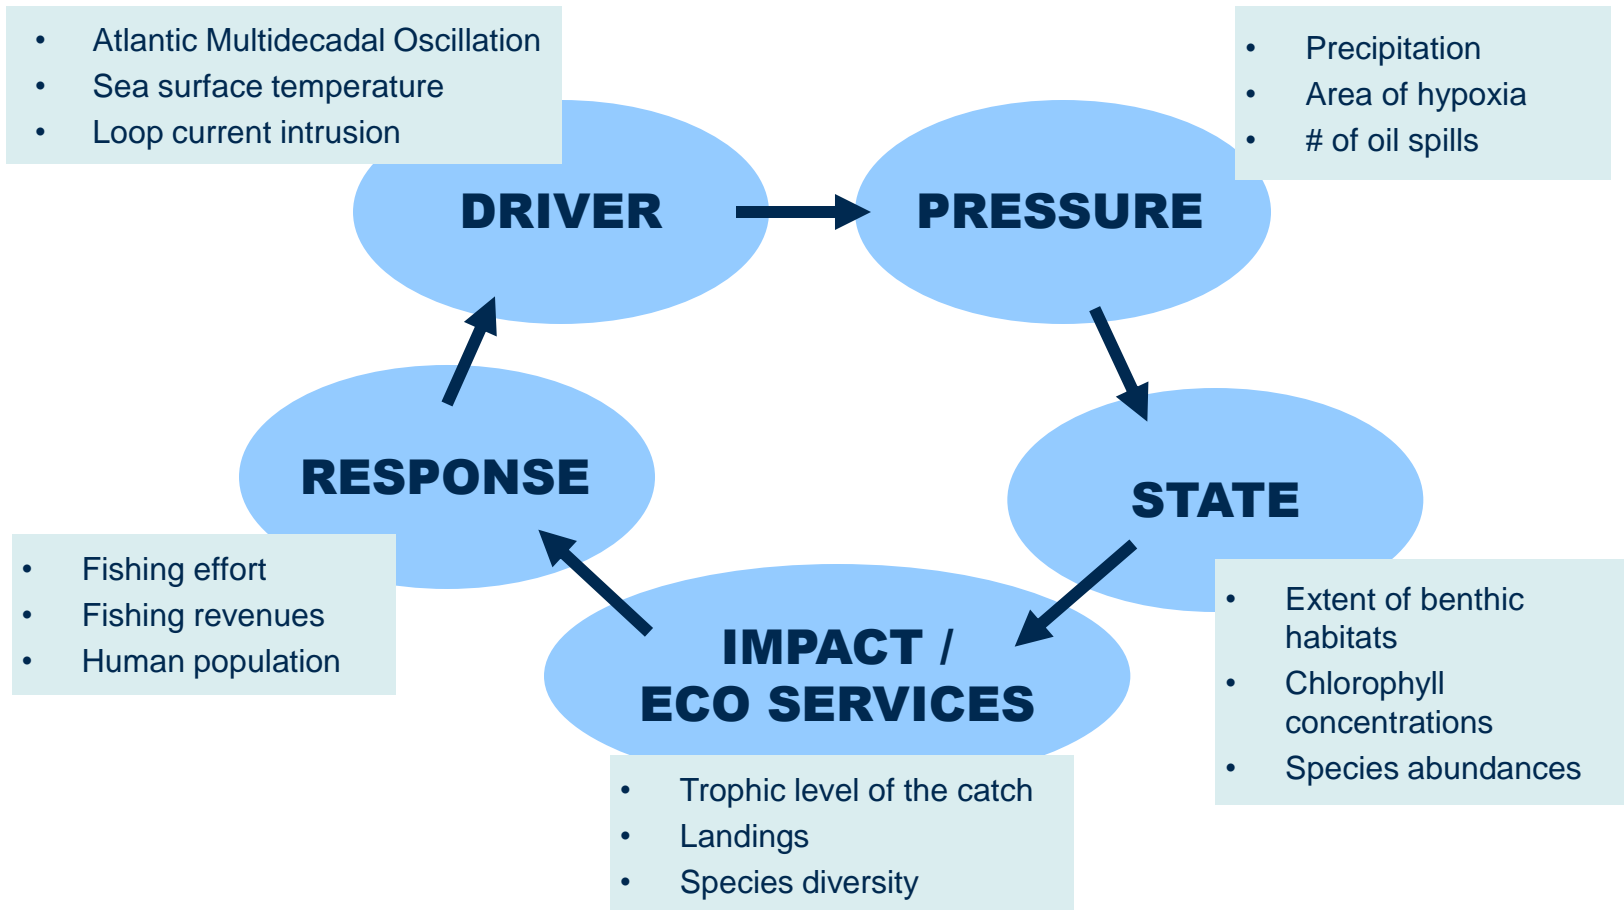 • Atlantic Multidecadal Oscillation
• Sea surface temperature
• Loop current intrusion
• Precipitation
• Area of hypoxia
• # of oil spills
DRIVER
PRESSURE
RESPONSE
STATE
• Fishing effort
• Fishing revenues
• Human population
IMPACT /
ECO SERVICES
• Extent of benthic
habitats
• Chlorophyll
concentrations
• Species abundances
• Trophic level of the catch
• Landings
• Species diversity